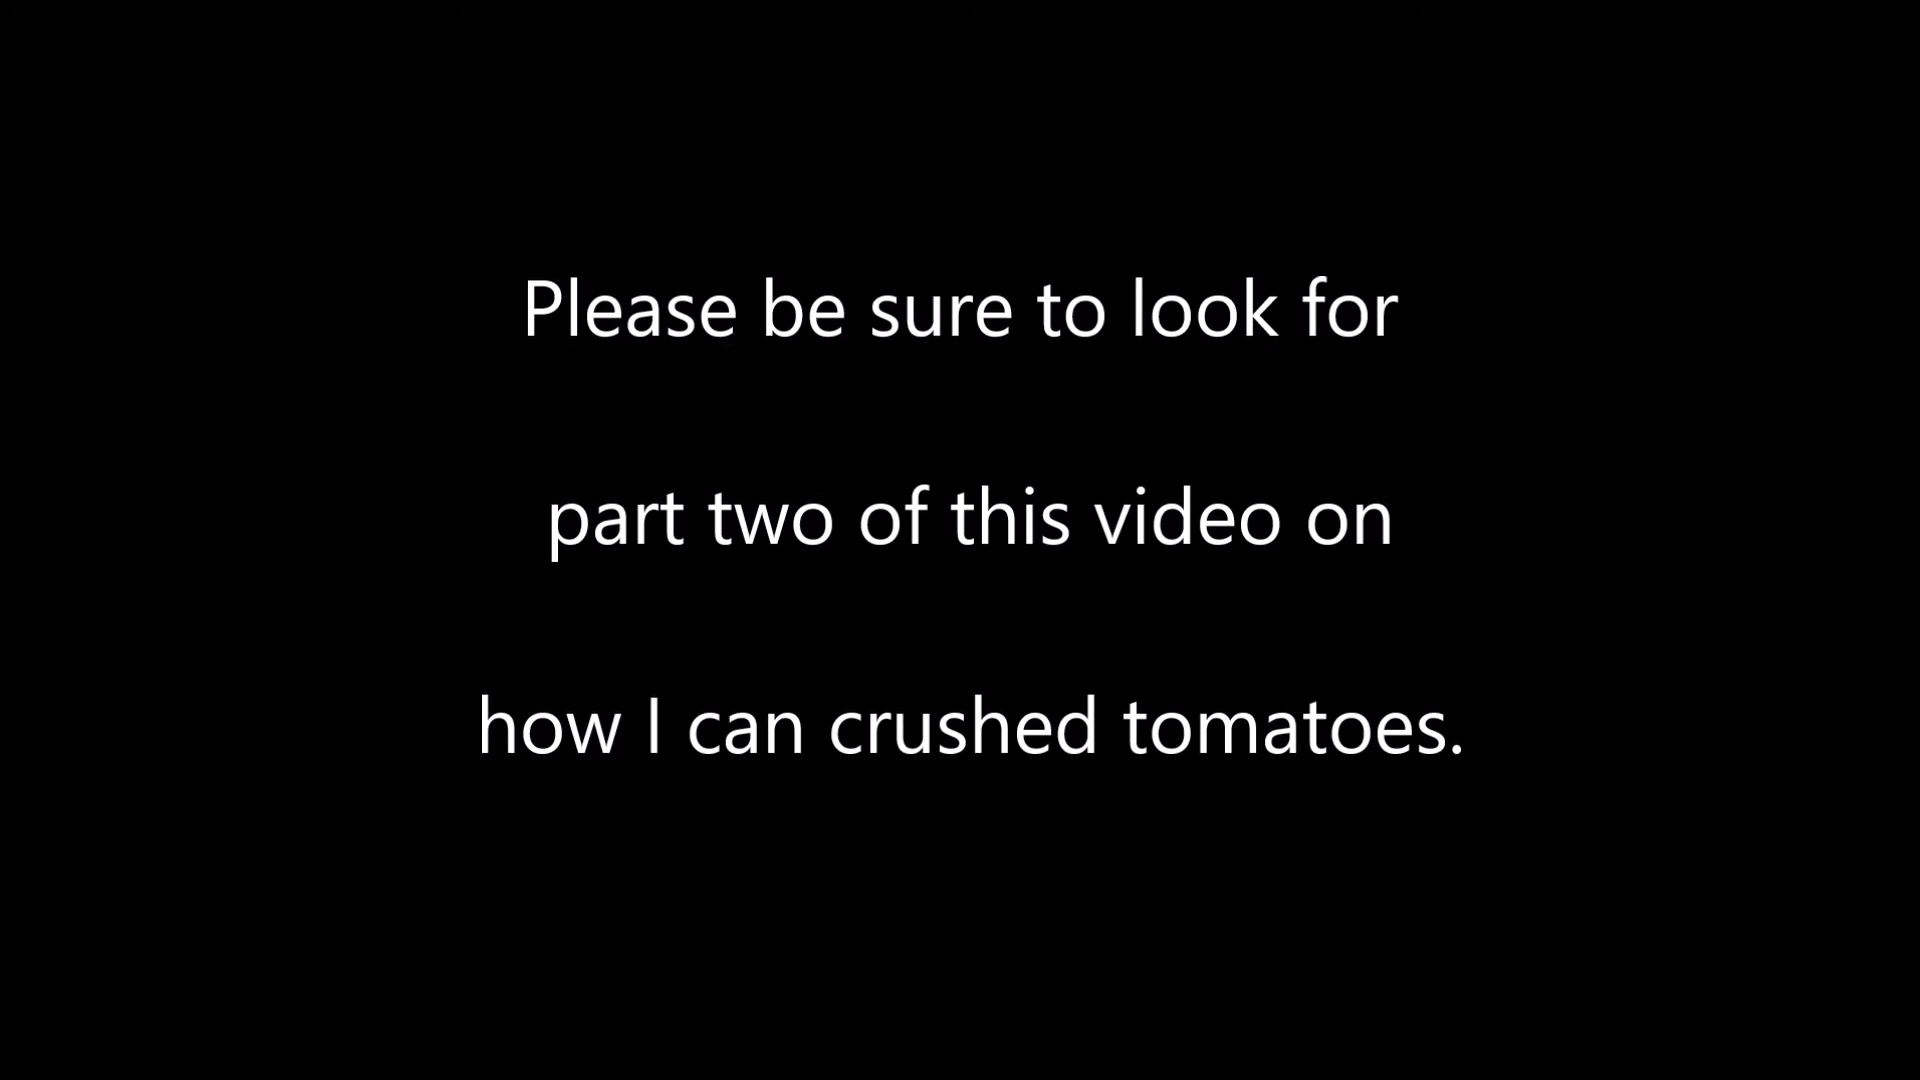 Please be sure to look for
part two of this video on
how I can crushed tomatoes.